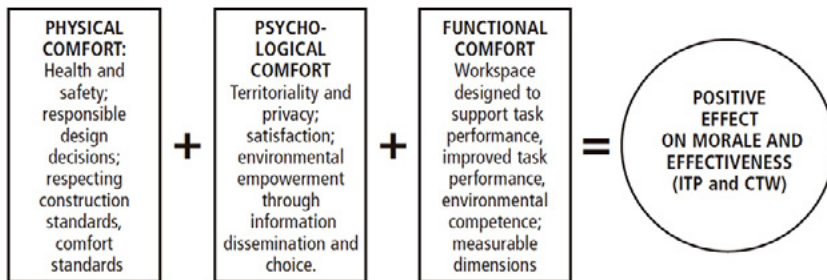 PHYSICAL
COMFORT:
Health and
safety;
responsible
design
decisions;
respecting
construction
standards,
comfort
standards
+
PSYCHO-
LOGICAL
COMFORT
Territoriality and
privacy;
satisfaction;
environmental
empowerment
through
information
dissemination and
choice.
+
FUNCTIONAL
COMFORT
Workspace
designed to
support task
performance,
improved task
performance,
environmental
competence;
measurable
dimensions
=
POSITIVE
EFFECT
ON MORALE AND
EFFECTIVENESS
(ITP and CTW)